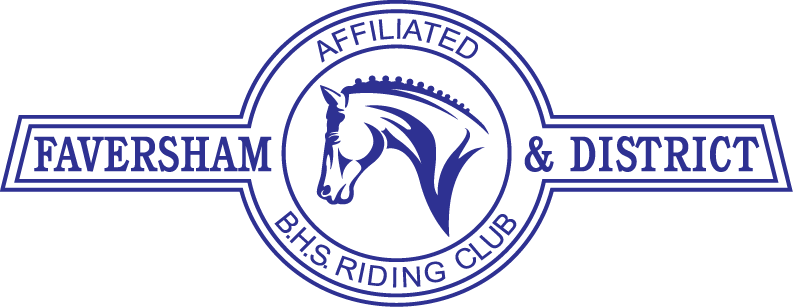 AFFILIATED
FAVERSHAM & DISTRICT
B.H.S. RIDING CLUB